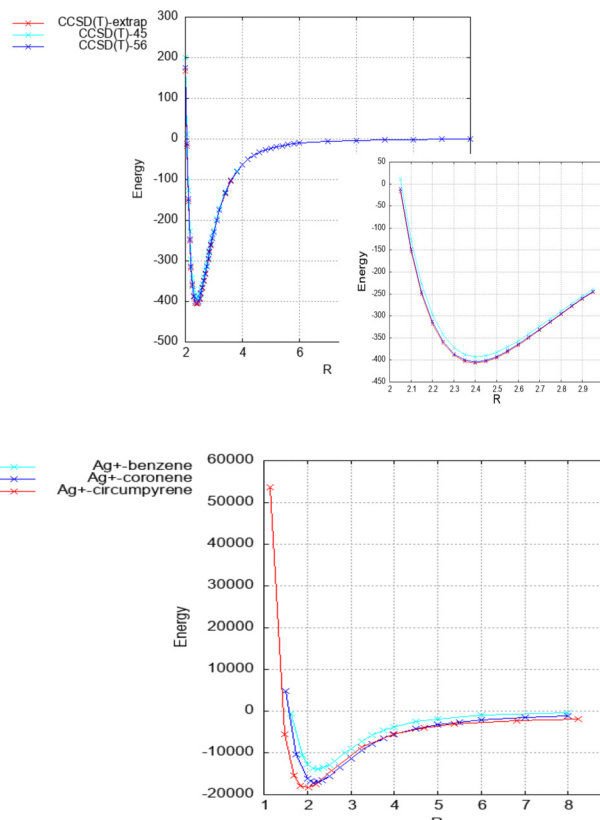 CCSD(T)-extrap
CCSD(T)-45
CCSD(T)-56
300
200
100
0
-100
-200
-300
-400
-500
Energy
2 4 6
R
50
0
-50
-100
-150
-200
-250
-300
-350
-400
-450
Energy
2 2.1 2.2 2.3 2.4 2.5 2.6 2.7 2.8 2.9
R
Ag+-benzene
Ag+-coronene
Ag+-circumpyrene
60000
50000
40000
30000
20000
10000
0
-10000
-20000
Energy
1 2 3 4 5 6 7 8